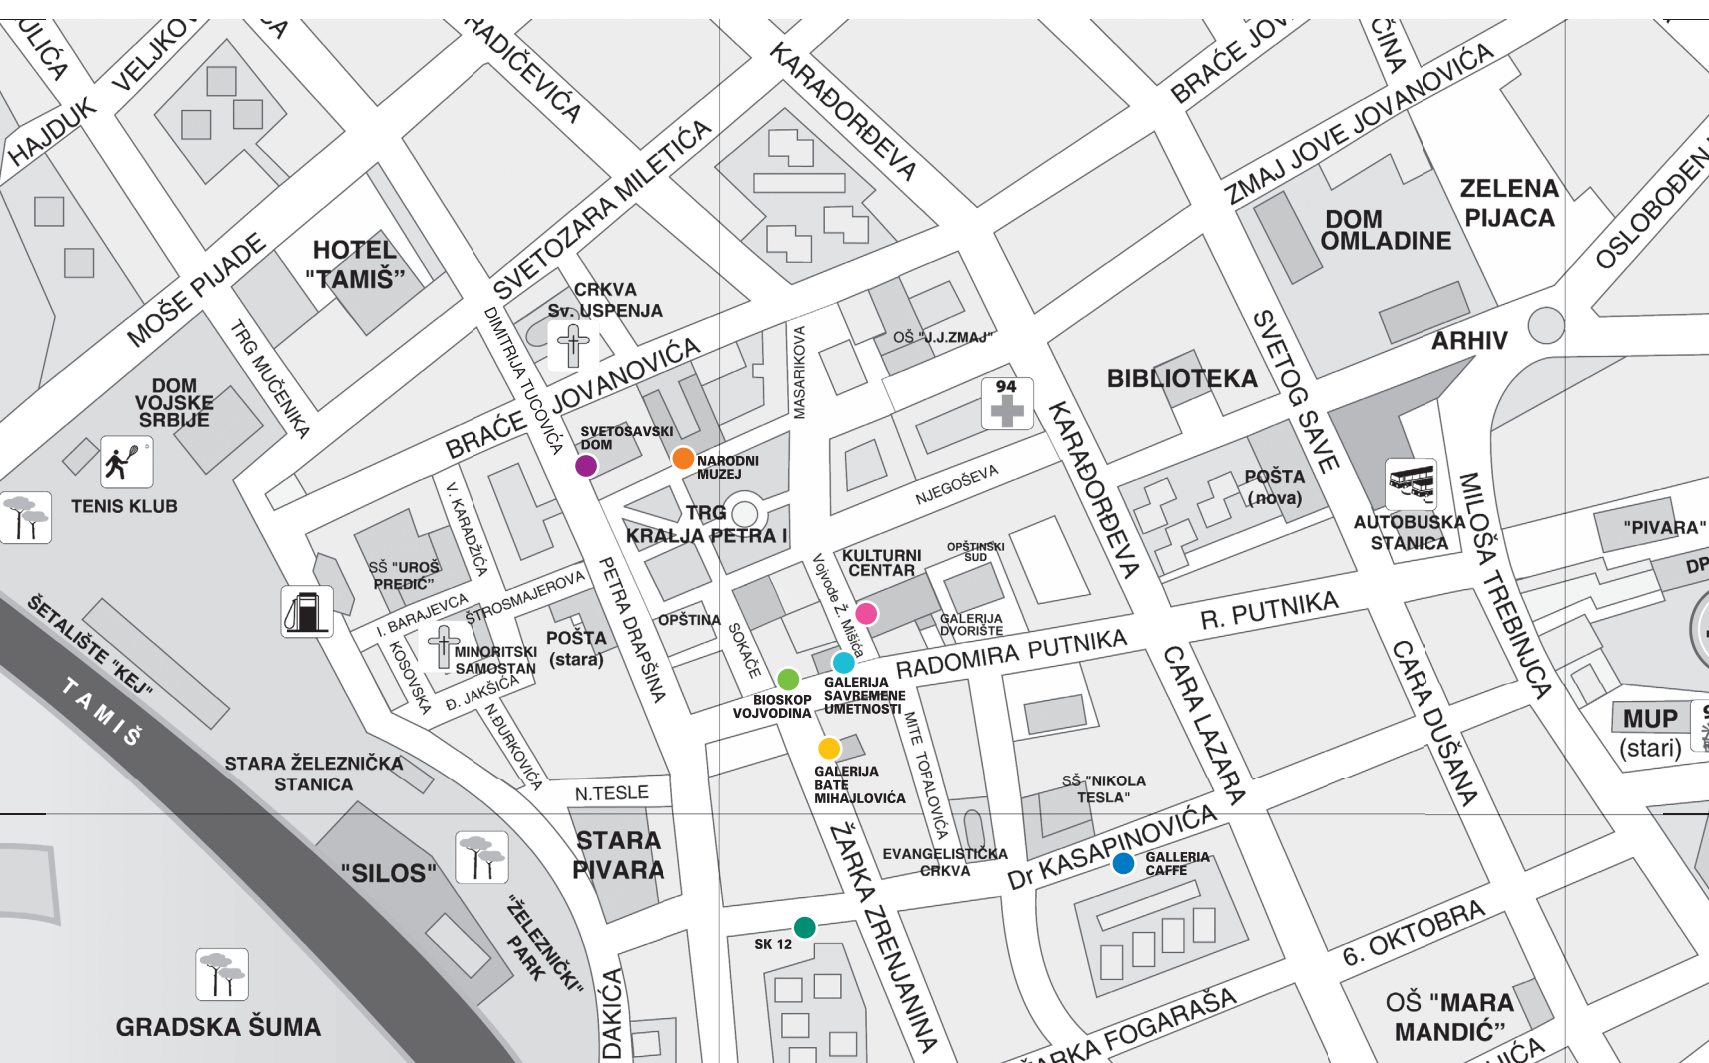 HAJDUK
RADIČEVIĆA
KARAĐORĐEVA
BRAĆE
ZMAJ JOVE JOVANOVIĆA
SVETOZARA MILETIĆA
MOŠE PIJADE
HOTEL
"TAMIŠ”
ZELENA
PIJACA
DOM
OMLADINE
CRKVA
Sv. USPENJA
DIMITRIJA TUCOVIĆA
TRG MUČENIKA
BRAĆE JOVANOVIĆA
MASARIKOVA
OŠ "J.J.ZMAJ"
SVETOG SAVE
ARHIV
BIBLIOTEKA
94
DOM
VOJSKE
SRBIJE
SVETOSAVSKI
DOM
NARODNI
MUZEJ
KARAĐORĐEVA
NJEGOŠEVA
POŠTA
(nova)
TENIS KLUB
V. KARADŽIĆA
TRG
KRALJA PETRA I
AUTOBUSKA
STANICA
MILOŠA TREBINJCA
"PIVARA"
KULTURNI
CENTAR
OPŠTINSKI
SUD
SŠ "UROŠ
PREDIĆ”
Vojvode Ž. Mišića
PETRA DRAPŠINA
ŠTROSMAJEROVA
I. BARAJEVCA
ŠETALIŠTE "KEJ"
OPŠTINA
SOKAČE
GALERIJA
DVORIŠTE
R. PUTNIKA
RADOMIRA PUTNIKA
POŠTA
(stara)
MINORITSKI
SAMOSTAN
KOSOVSKA
Đ. JAKŠIĆA
N.ĐURKOVIĆA
TAMIŠ
BIOSKOP
VOJVODINA
GALERIJA
SAVREMENE
UMETNOSTI
MITE TOFALOVIĆA
CARA LAZARA
CARA DUŠANA
MUP
(stari)
STARA ŽELEZNIČKA
STANICA
GALERIJA
BATE
MIHAJLOVIĆA
SŠ "NIKOLA
TESLA"
N.TESLE
STARA
PIVARA
"SILOS"
ŽARKA ZRENJANINA
EVANGELISTIČKA
CRKVA
Dr KASAPINOVIĆA
GALLERIA
CAFFE
"ŽELEZNIČKI"
PARK
SK 12
6. OKTOBRA
GRADSKA ŠUMA
DAKIĆA
ŽARKA FOGARAŠA
OŠ "MARA
MANDIĆ”